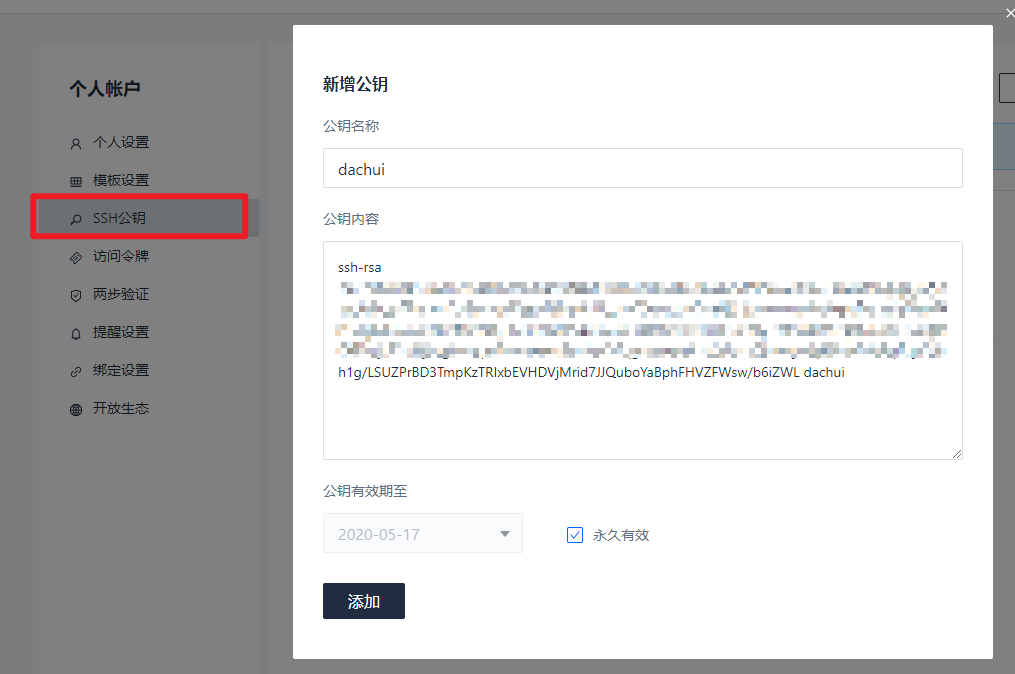 个人帐户
个人设置
模板设置
SSH公钥
访问令牌
两步验证
提醒设置
绑定设置
开放生态
新增公钥
公钥名称
dachui
公钥内容
ssh-rsa
h1g/LSUZPrBD3TmpKzTRIxbEVHDVjMrid7JJQuboYaBphFHVZFWsw/b6iZWL dachui
公钥有效期至
2020-05-17
永久有效
添加